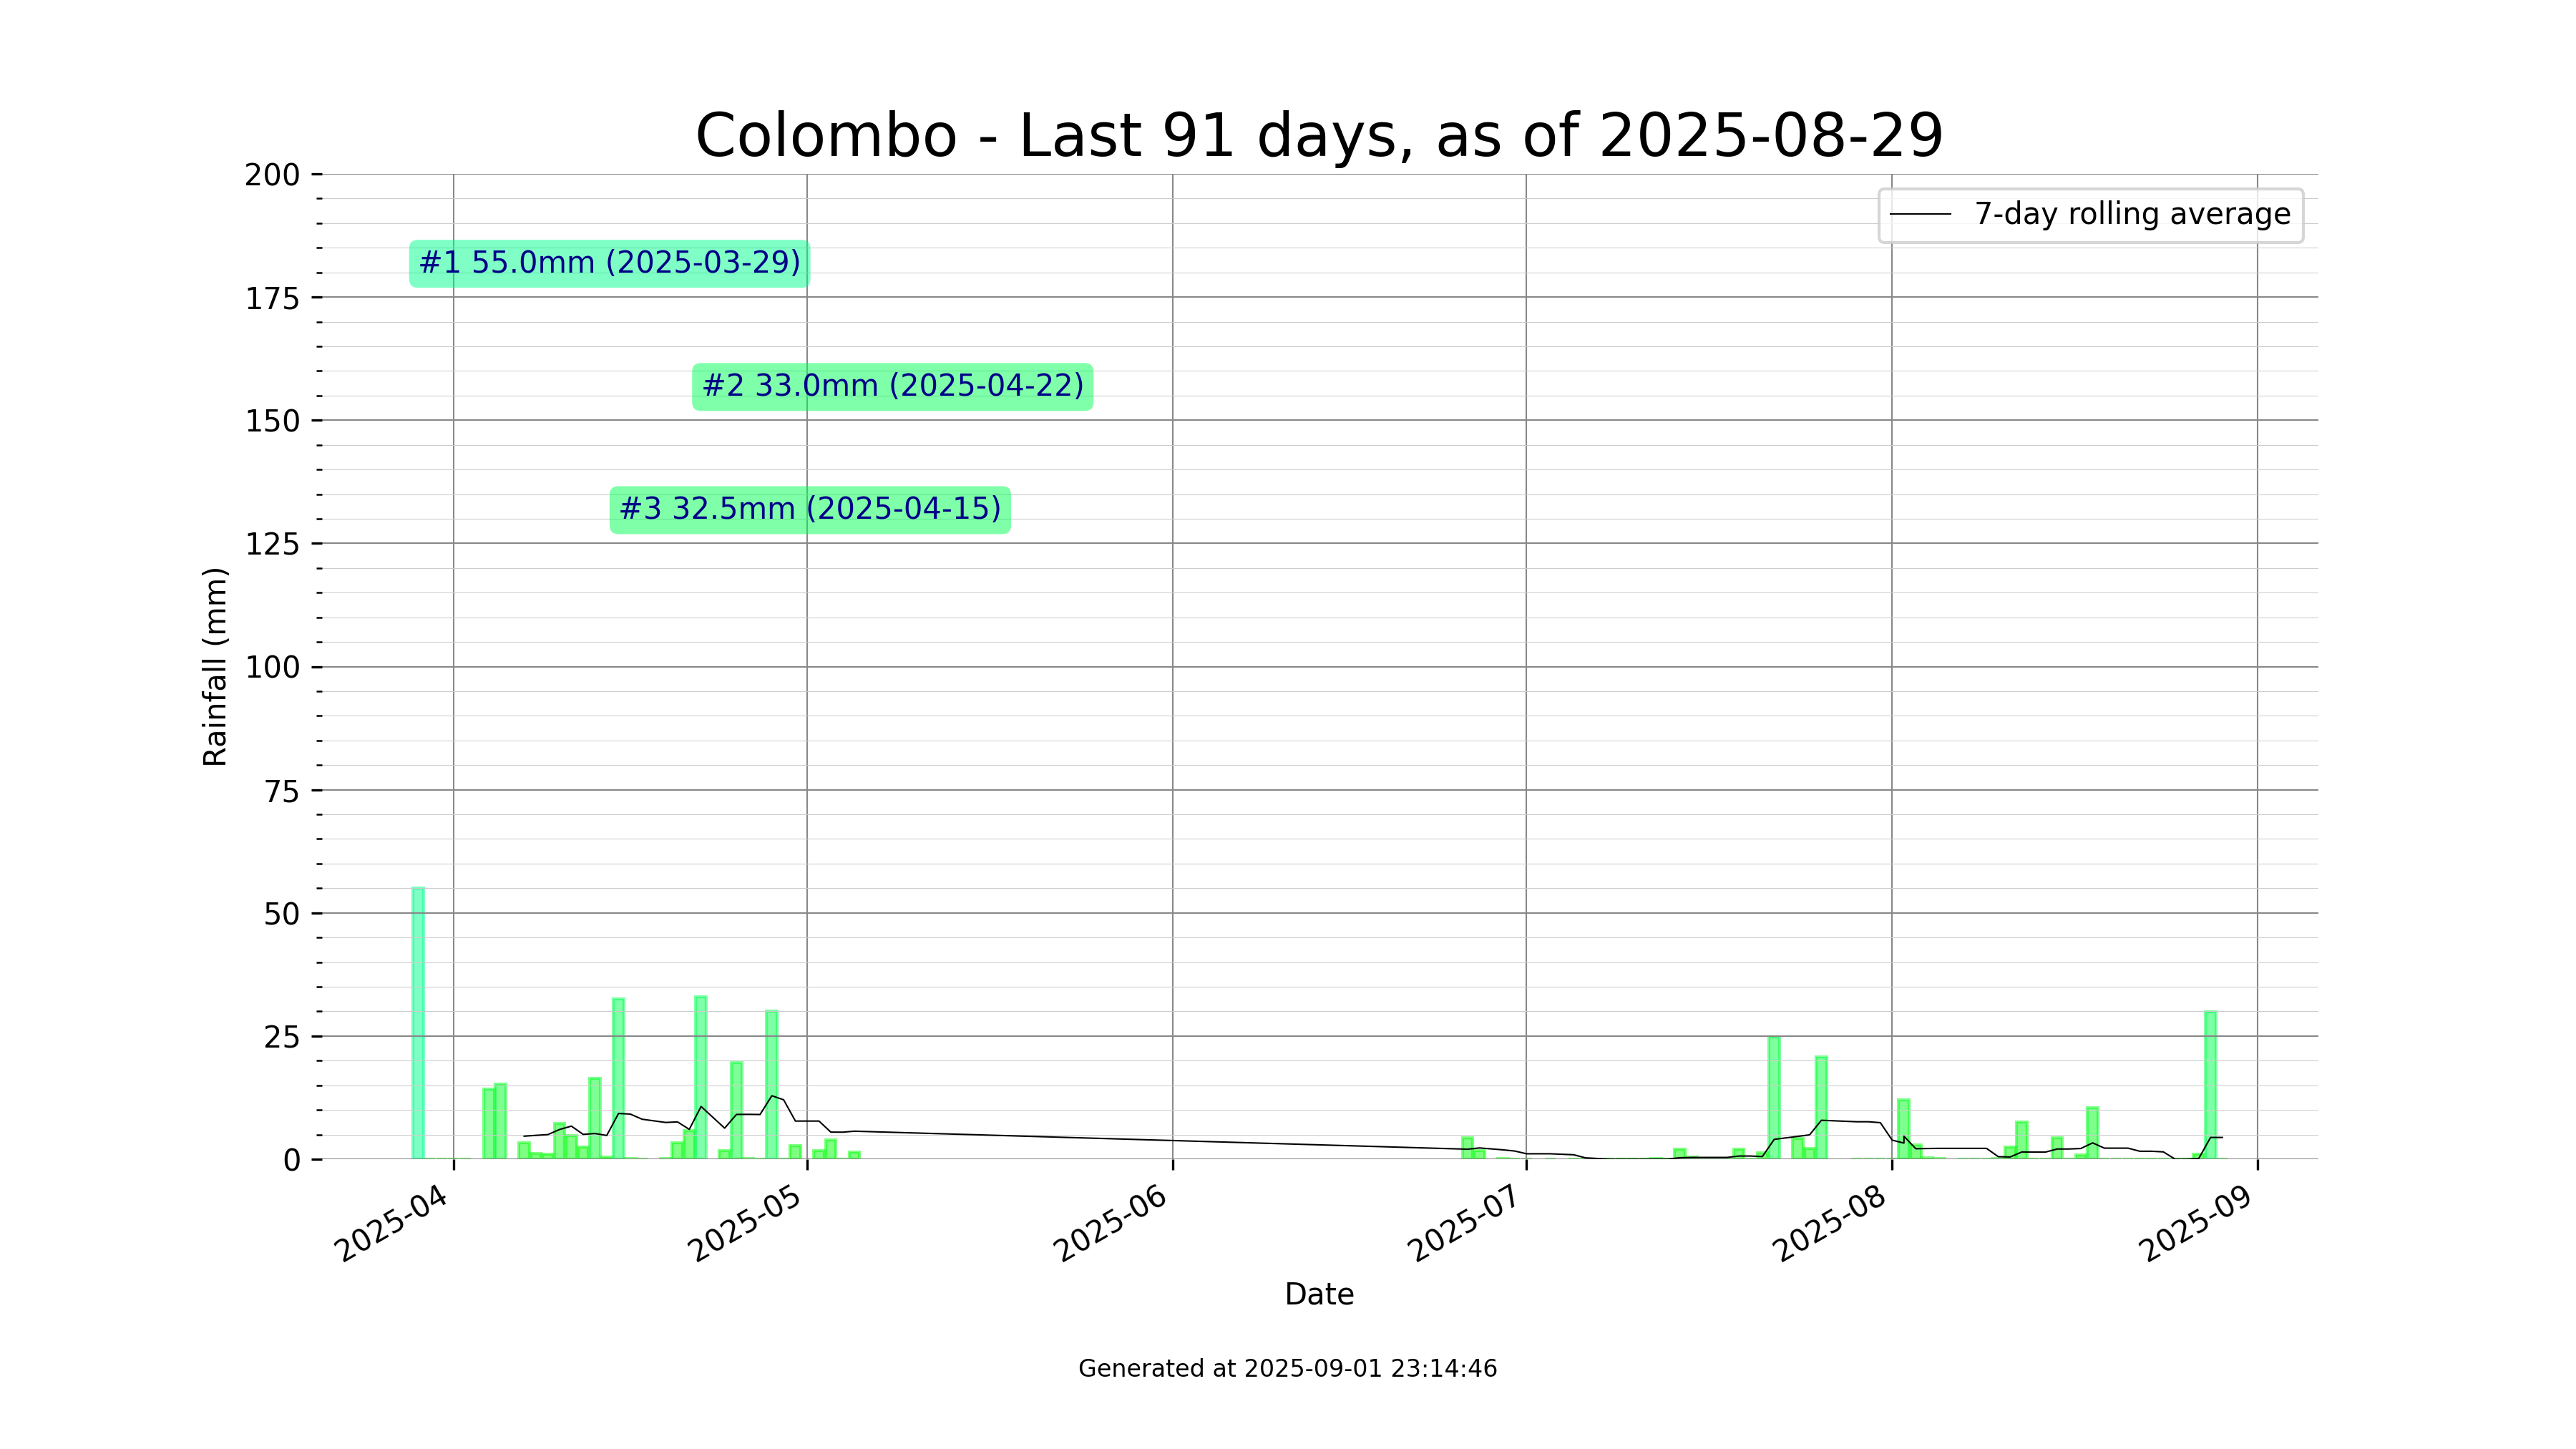 Colombo - Last 91 days, as of 2025-08-29
200
175
150
125
100
75
50
25
0
Rainfall (mm)
7-day rolling average
#1 55.0mm (2025-03-29)
#2 33.0mm (2025-04-22)
#3 32.5mm (2025-04-15)
2025-04
2025-05
2025-06
2025-07
2025-08
2025-09
Date
Generated at 2025-09-01 23:14:46